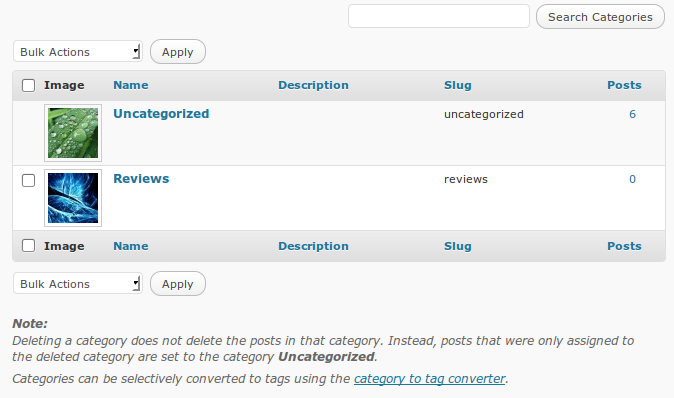 Search Categories
Bulk Actions Apply
Image Name Description Slug Posts
Uncategorized uncategorized 6
Reviews reviews 0
Image Name Description Slug Posts
Bulk Actions Apply
Note:
Deleting a category does not delete the posts in that category. Instead, posts that were only assigned to
the deleted category are set to the category Uncategorized.
Categories can be selectively converted to tags using the category to tag converter.